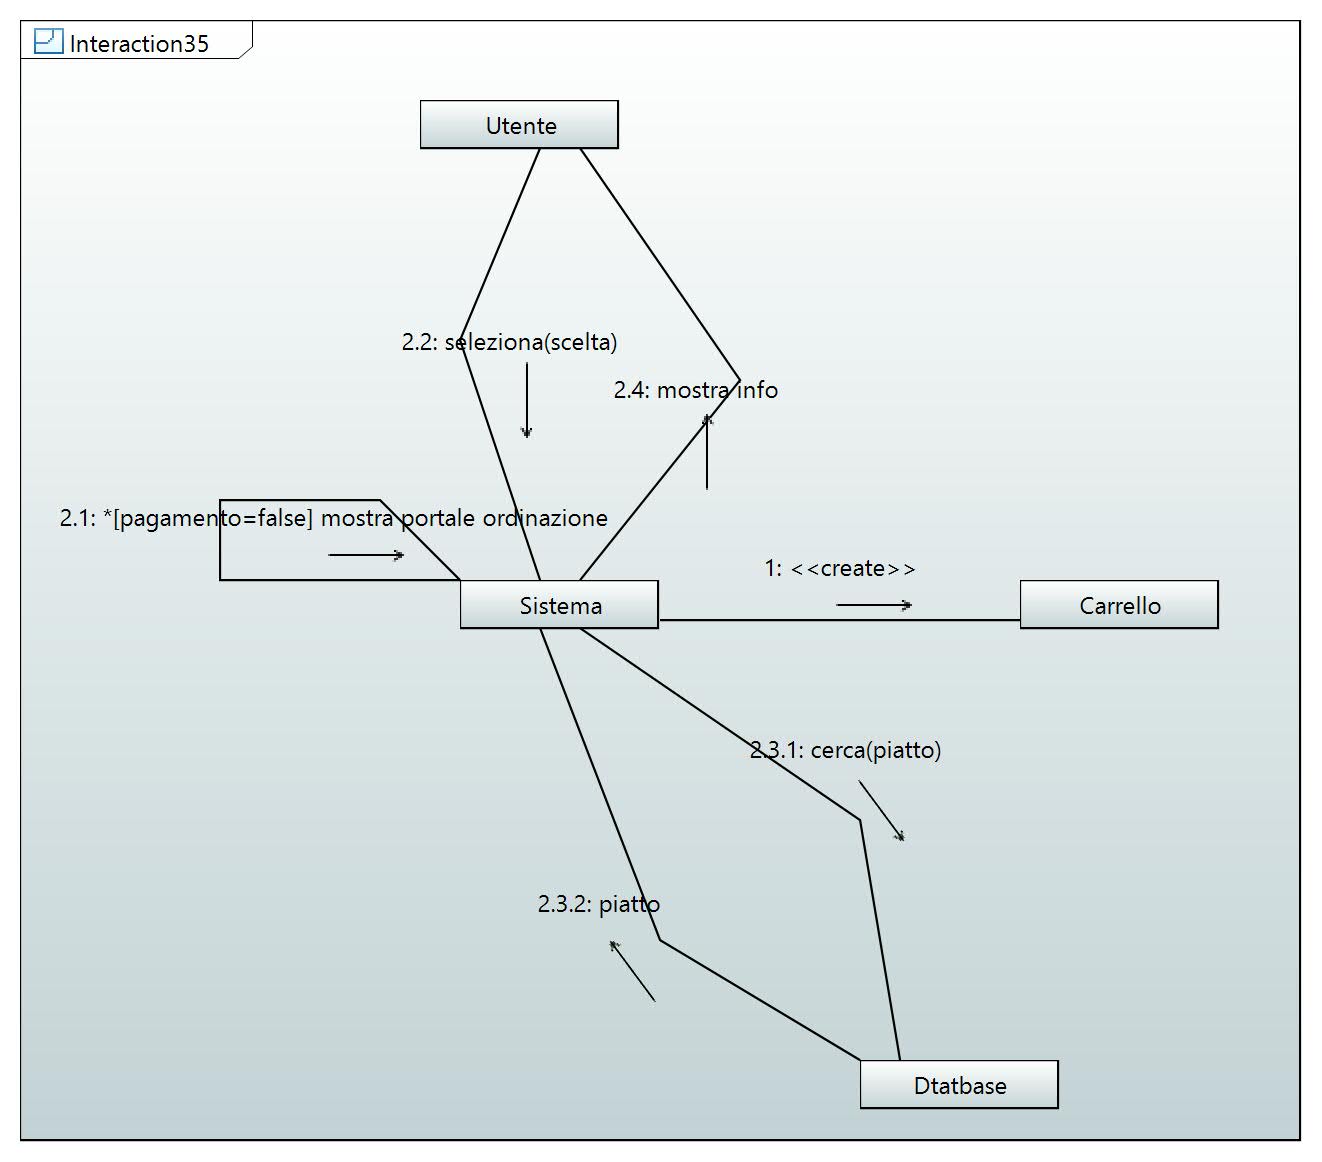 Interaction35
Utente
2.2: seleziona(scelta)
2.4: mostra info
2.1: *[pagamento=false] mostra portale ordinazione
1: <<create>>
Sistema
Carrello
2.3.1: cerca(piatto)
2.3.2: piatto
Dtatbase